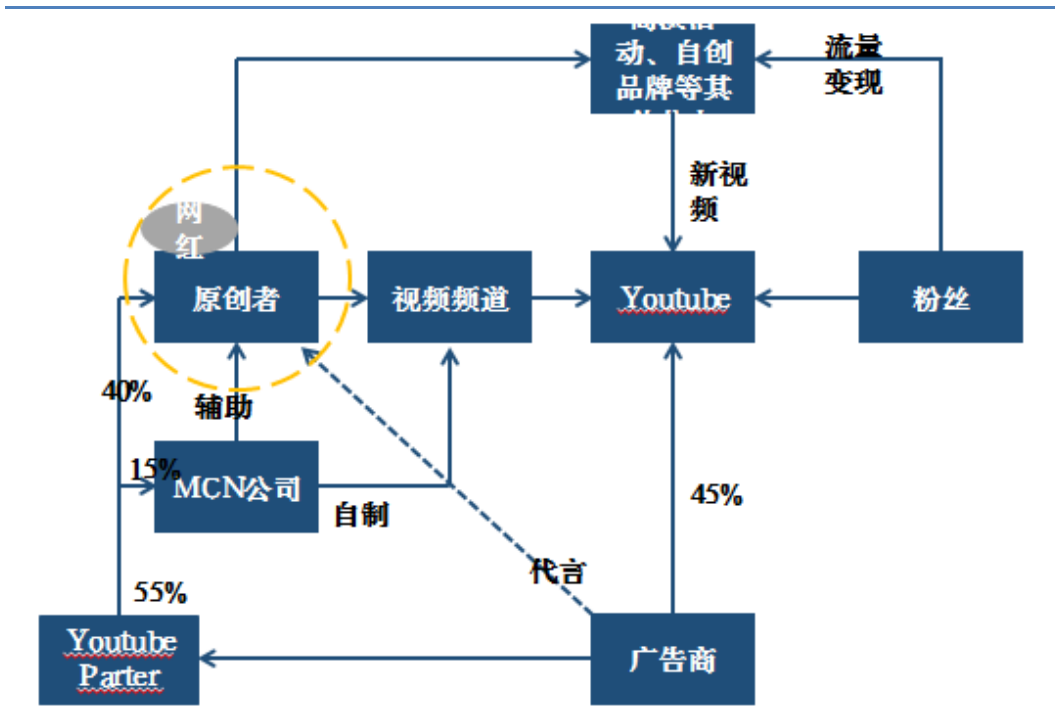 动、自创
品牌等其
流量
变现
新视
频
网
红
原创者
视频频道
Youtube
粉丝
40%
辅助
15%
MCN公司
自制
45%
代言
55%
Youtube
Parter
广告商